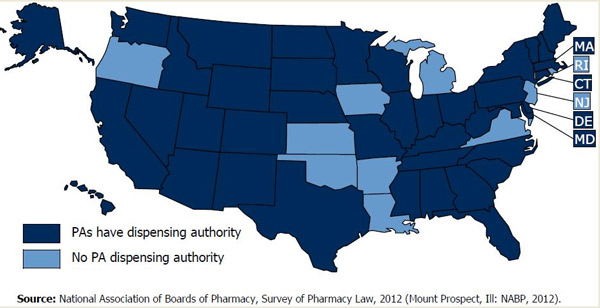 MA
RI
CT
NJ
DE
MD
PAs have dispensing authority
No PA dispensing authority
Source: National Association of Boards of Pharmacy, Survey of Pharmacy Law, 2012 (Mount Prospect, Ill: NABP, 2012).